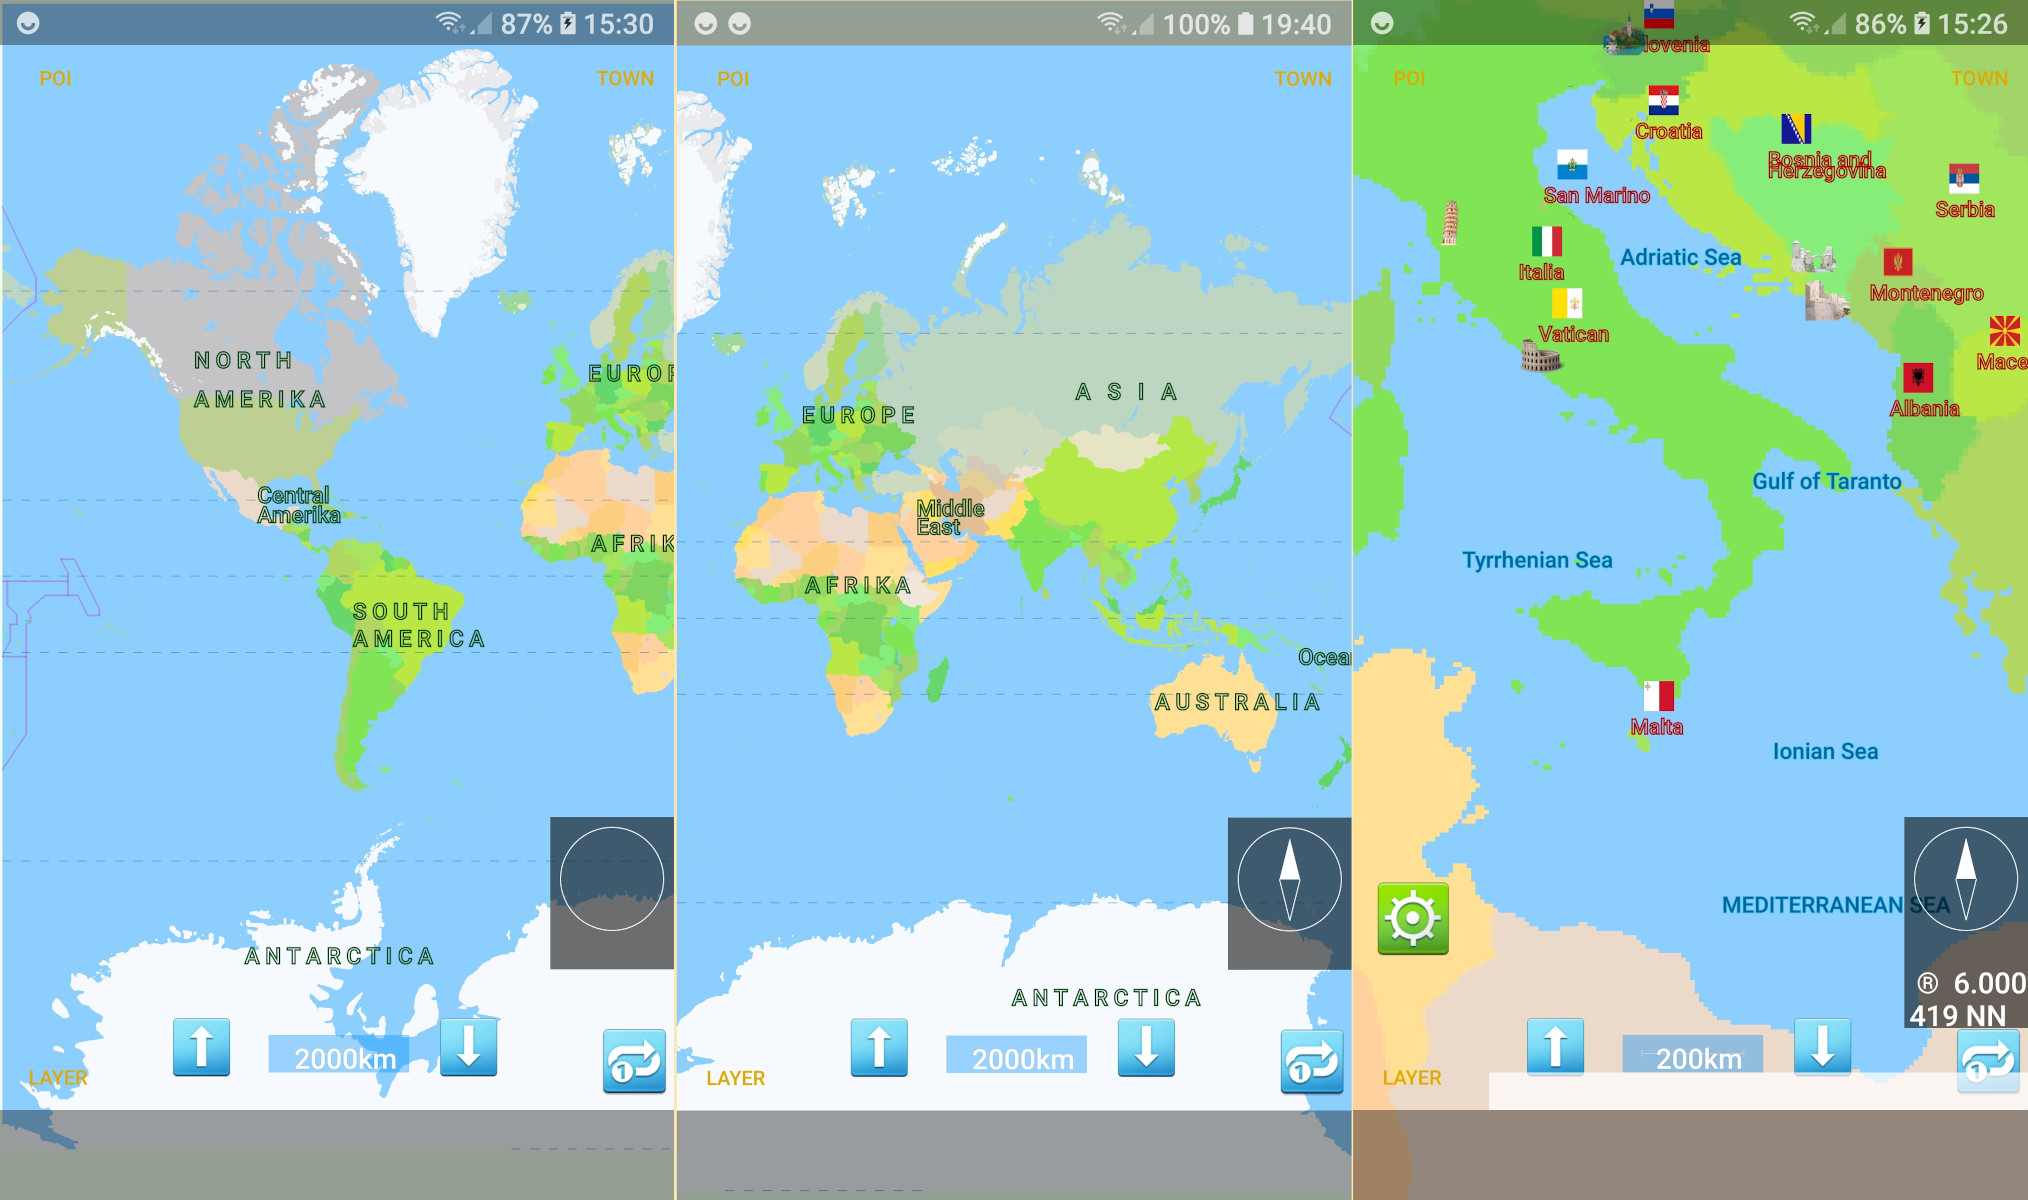 87% 15:30
POI
TOWN
NORTH
AMERIKA
EUROP
Central
Amerika
AFRIK
SOUTH
AMERICA
ANTARCTICA
2000km
1
LAYER
100% 19:40
POI
TOWN
ASIA
EUROPE
Middle
East
AFRIKA
Ocea
AUSTRALIA
ANTARCTICA
2000km
1
LAYER
86% 15:26
lovenia
POI
TOWN
Croatia
Bosnia and
Herzegovina
San Marino
Serbia
Adriatic Sea
Italia
Montenegro
Vatican
Mace
Albania
Gulf of Taranto
Tyrrhenian Sea
Malta
Ionian Sea
MEDITERRANEAN SEA
® 6.000
419 NN
200km
1
LAYER